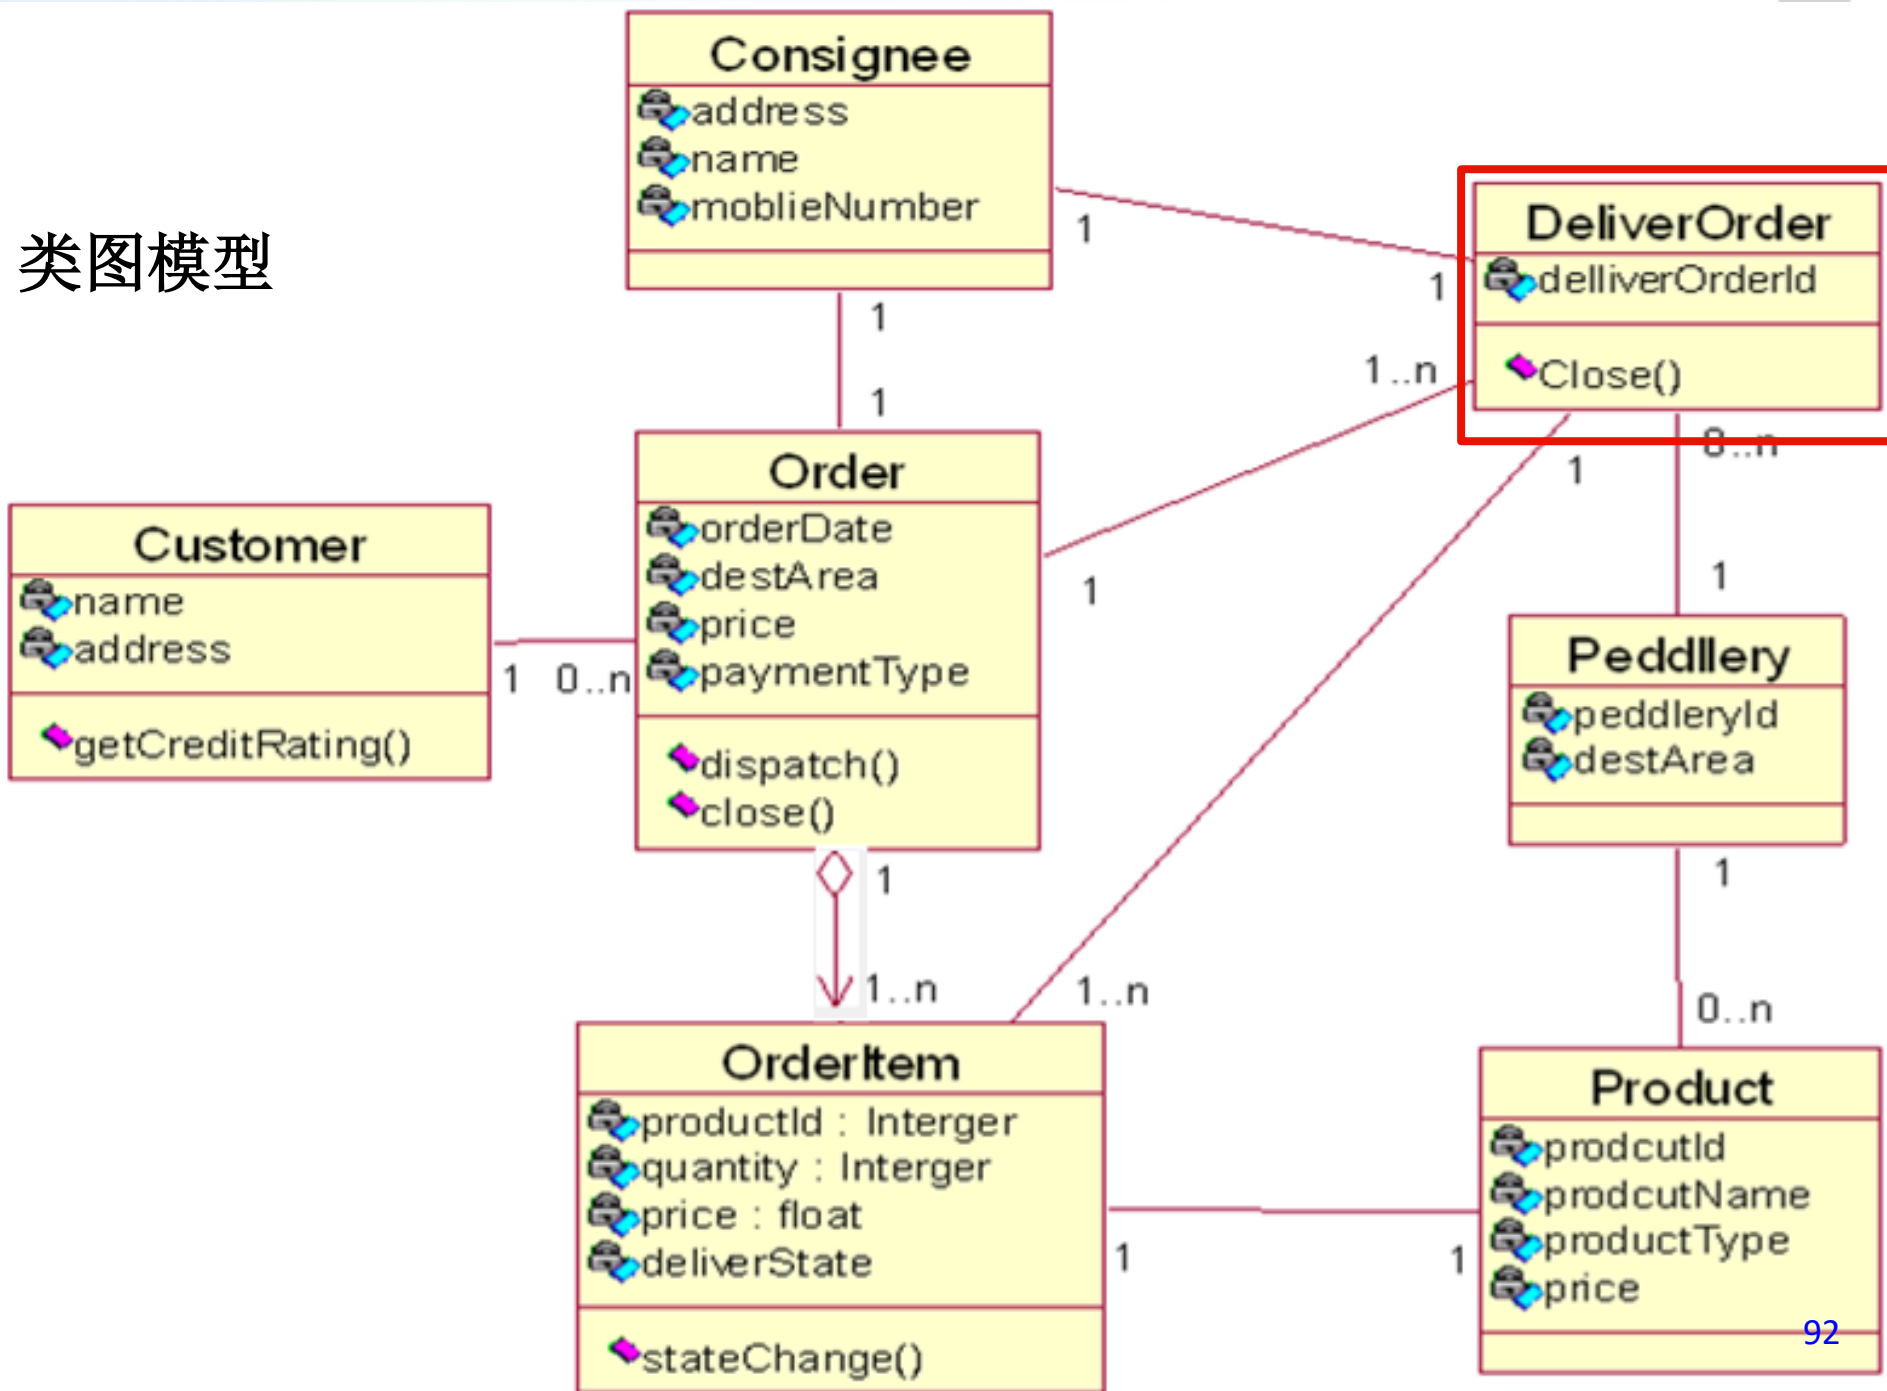 Consignee
address
name
moblieNumber
类图模型
1
1
DeliverOrder
delliverOrderId
Close()
1
1
1..n
1
1
0..n
1
Order
orderDate
destArea
price
paymentType
dispatch()
close()
Customer
name
address
getCreditRating()
1
0..n
1
Peddllery
peddleryId
destArea
1
1..n
1..n
1
0..n
OrderItem
productId : Interger
quantity : Interger
price : float
deliverState
stateChange()
1
1
Product
prodcutId
prodcutName
productType
price
92